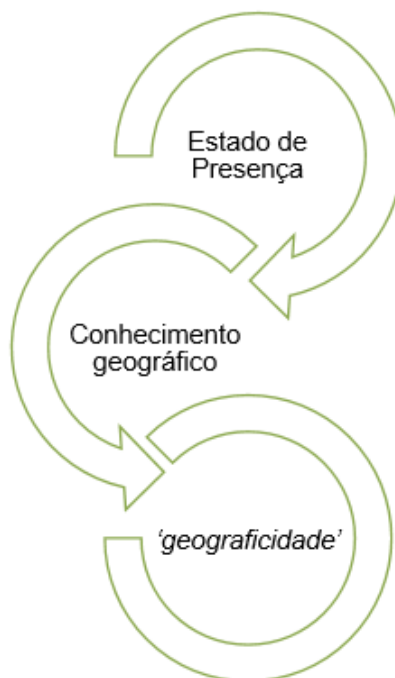 Estado de
Presença
Conhecimento
geográfico
‘geograficidade’